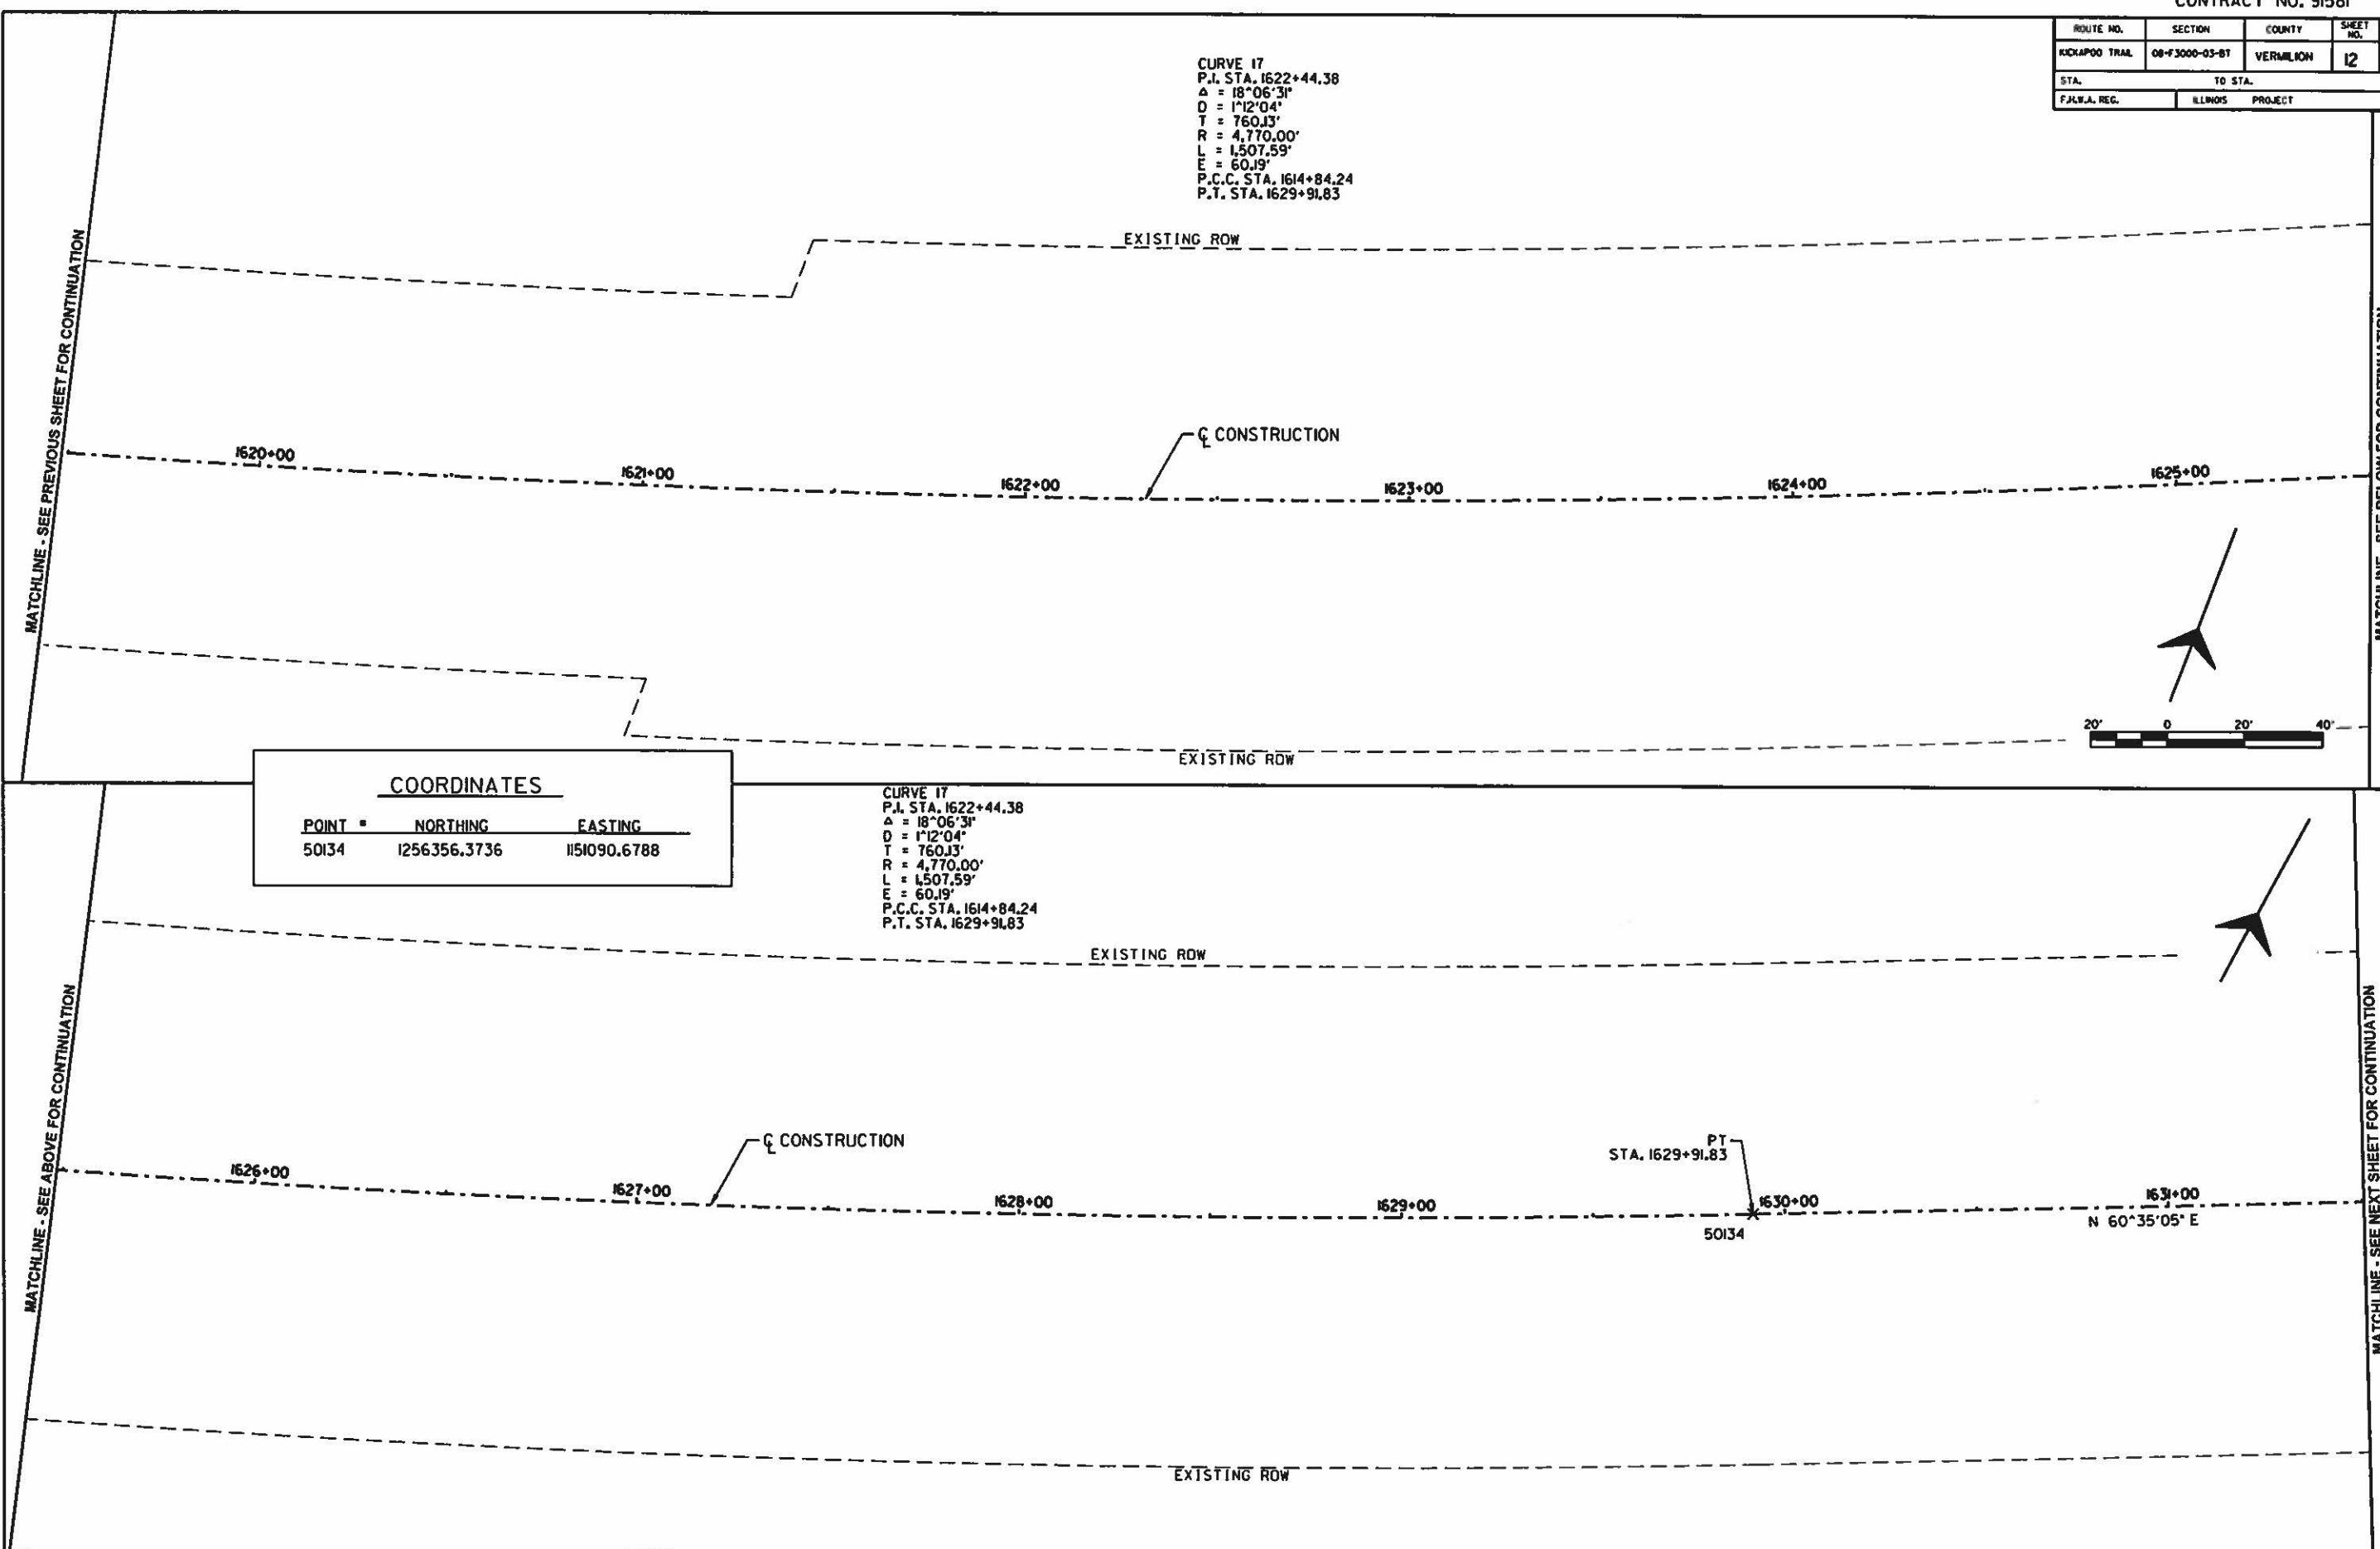 CONTRACT NO. 91581
ROUTE NO. SECTION COUNTY SHEET NO.
KICKAPOO TRAIL 08-F3000-03-BT VERMILION 12
STA. TO STA.
F.H.W.A. REG. ILLINOIS PROJECT
CURVE 17
P.I. STA. 1622+44.38
Δ = 18^06'31"
D = 1^12'04"
T = 760.13'
R = 4,770.00'
L = 1,507.59'
E = 60.19'
P.C.C. STA. 1614+84.24
P.T. STA. 1629+91.83
EXISTING ROW
MATCHLINE - SEE PREVIOUS SHEET FOR CONTINUATION
MATCHLINE - SEE BELOW FOR CONTINUATION
℄ CONSTRUCTION
1620+00 1621+00 1622+00 1623+00 1624+00 1625+00
20' 0 20' 40'
EXISTING ROW
COORDINATES
POINT # NORTHING EASTING
50134 1256356.3736 1151090.6788
CURVE 17
P.I. STA. 1622+44.38
Δ = 18^06'31"
D = 1^12'04"
T = 760.13'
R = 4,770.00'
L = 1,507.59'
E = 60.19'
P.C.C. STA. 1614+84.24
P.T. STA. 1629+91.83
EXISTING ROW
MATCHLINE - SEE ABOVE FOR CONTINUATION
MATCHLINE - SEE NEXT SHEET FOR CONTINUATION
℄ CONSTRUCTION
PT
STA. 1629+91.83
1626+00 1627+00 1628+00 1629+00 1630+00 1631+00
50134
N 60^35'05" E
EXISTING ROW